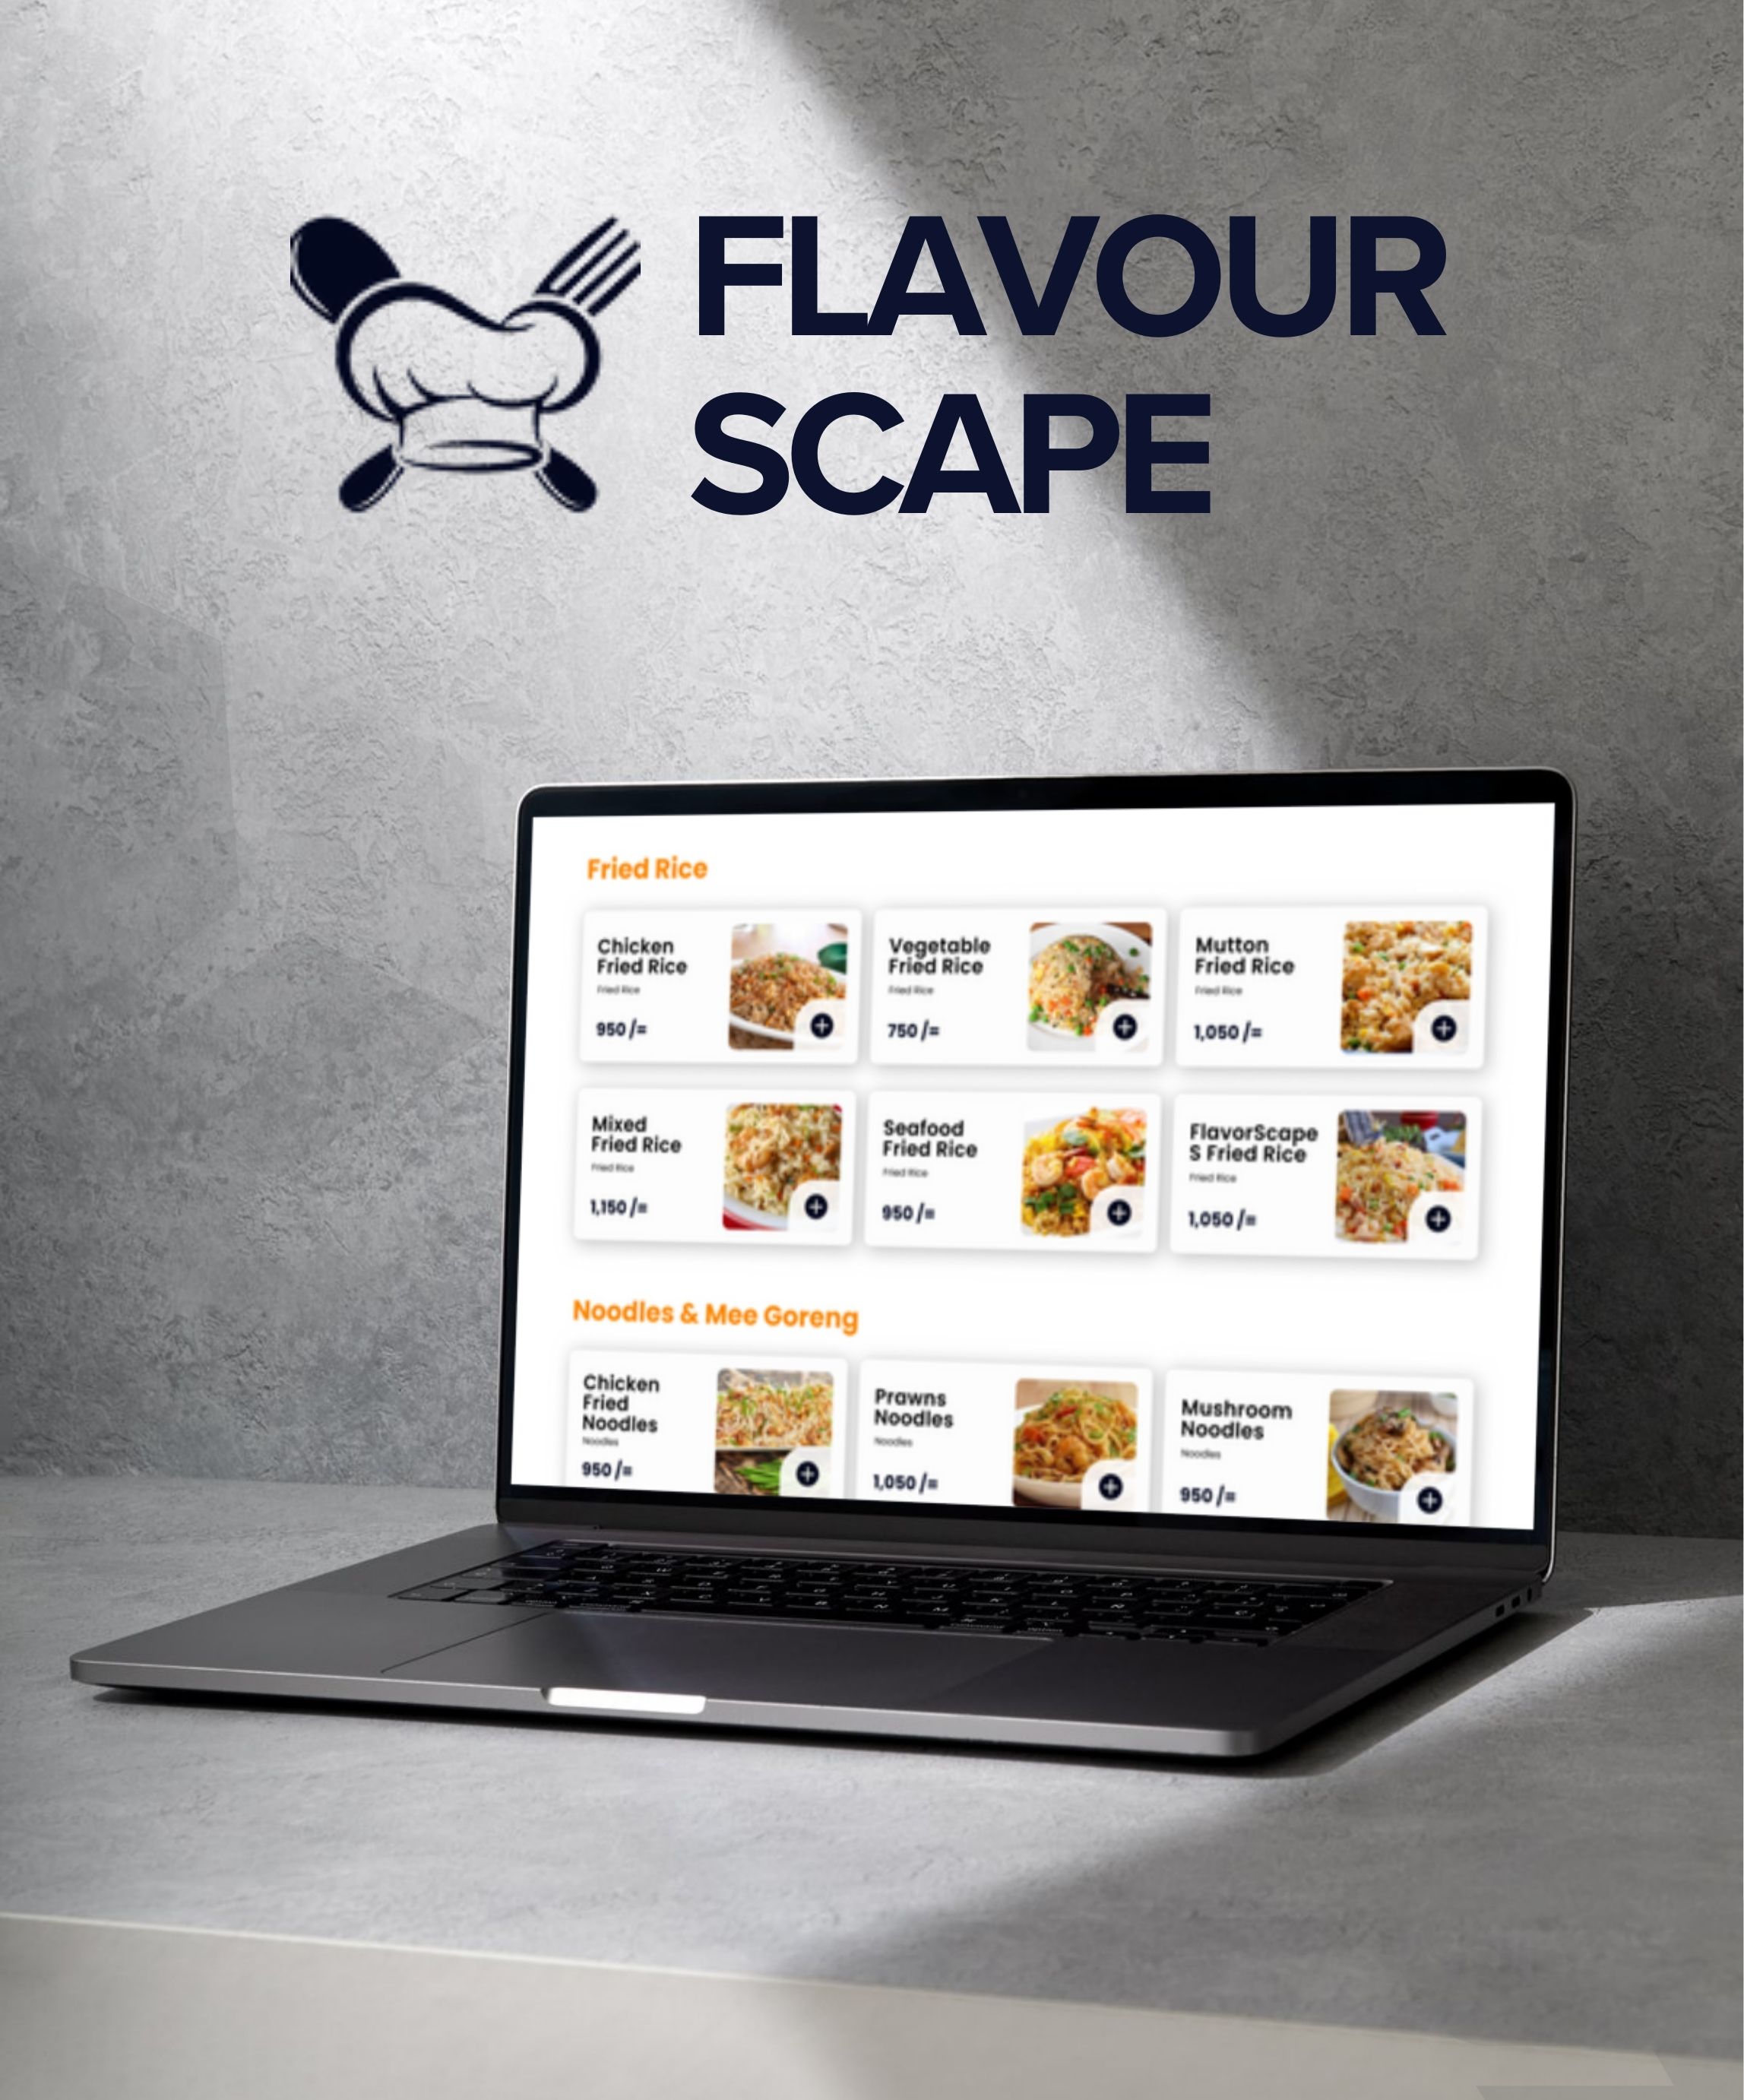 FLAVOUR
SCAPE
Fried Rice
Chicken
Fried Rice
Fried Rice
950 /=
Vegetable
Fried Rice
Fried Rice
750 /=
Mutton
Fried Rice
Fried Rice
1,050 /=
Mixed
Fried Rice
Fried Rice
1,150 /=
Seafood
Fried Rice
Fried Rice
950 /=
FlavorScape
S Fried Rice
Fried Rice
1,050 /=
Noodles & Mee Goreng
Chicken
Fried
Noodles
Noodles
950 /=
Prawns
Noodles
Noodles
1,050 /=
Mushroom
Noodles
Noodles
950 /=